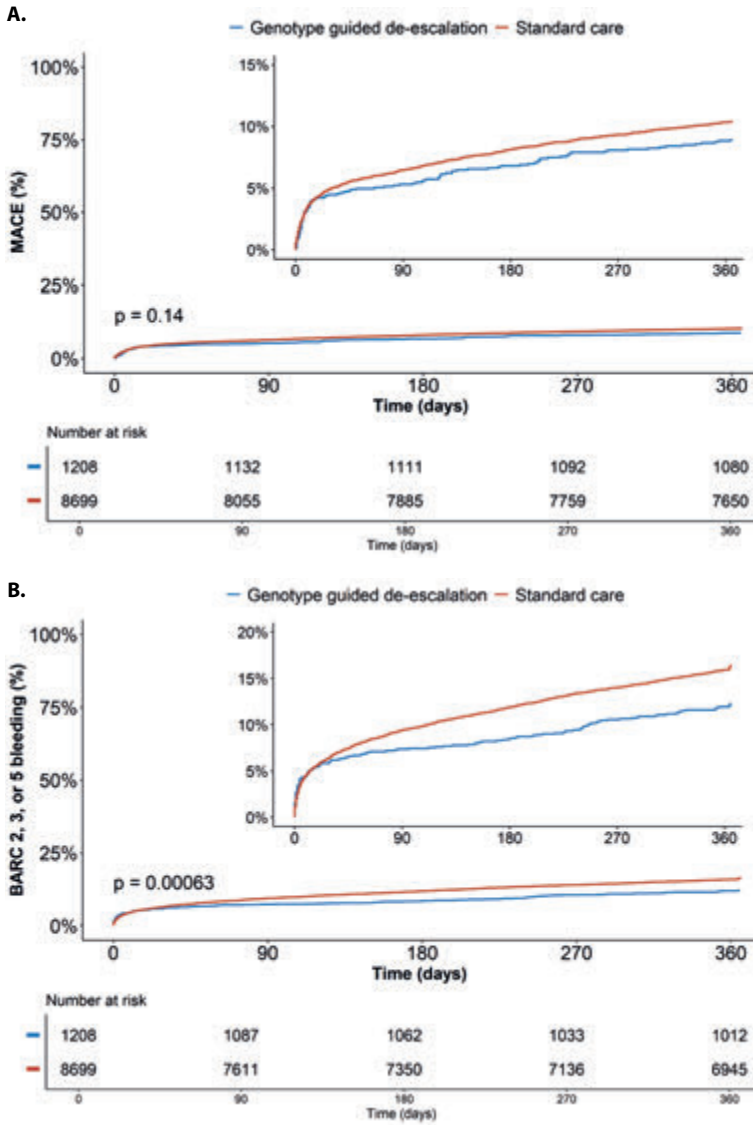 A.
Genotype guided de-escalation Standard care
MACE (%)
100%
75%
50%
25%
0%
15%
10%
5%
0%
0 90 180 270 360
p = 0.14
0 90 180 270 360
Time (days)
Number at risk
1208 1132 1111 1092 1080
8699 8055 7885 7759 7650
0 90 180 270 360
Time (days)
B.
Genotype guided de-escalation Standard care
BARC 2, 3, or 5 bleeding (%)
100%
75%
50%
25%
0%
20%
15%
10%
5%
0%
0 90 180 270 360
p = 0.00063
0 90 180 270 360
Time (days)
Number at risk
1208 1087 1062 1033 1012
8699 7611 7350 7136 6945
0 90 180 270 360
Time (days)